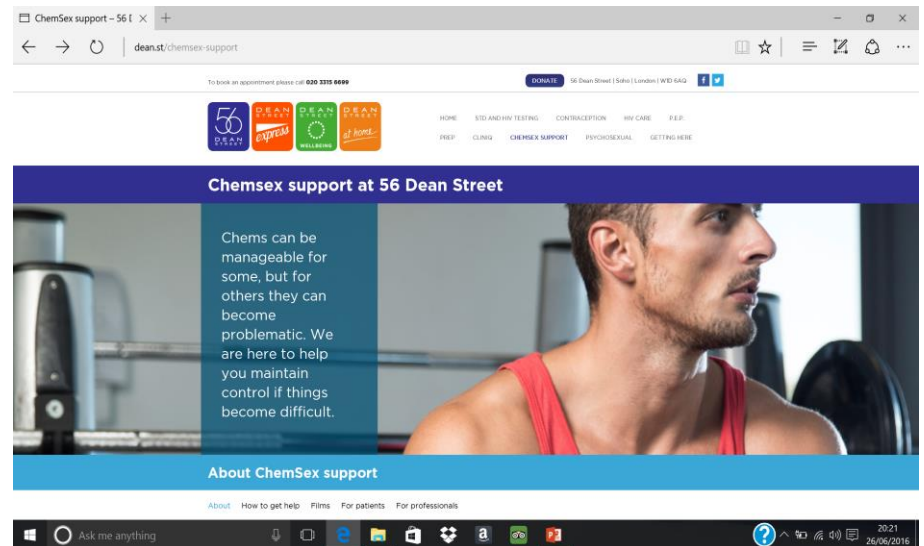 ChemSex support – 56 [
dean.st/chemsex-support
To book an appointment please call 020 3315 6699
DONATE 56 Dean Street | Soho | London | W1D 6AQ
56 DEAN STREET
DEAN STREET express
DEAN STREET WELLBEING
DEAN STREET at home
HOME STD AND HIV TESTING CONTRACEPTION HIV CARE P.E.P.
PREP CLINIQ CHEMSEX SUPPORT PSYCHOSEXUAL GETTING HERE
Chemsex support at 56 Dean Street
Chems can be
manageable for
some, but for
others they can
become
problematic. We
are here to help
you maintain
control if things
become difficult.
About ChemSex support
About How to get help Films For patients For professionals
Ask me anything
20:21
26/06/2016